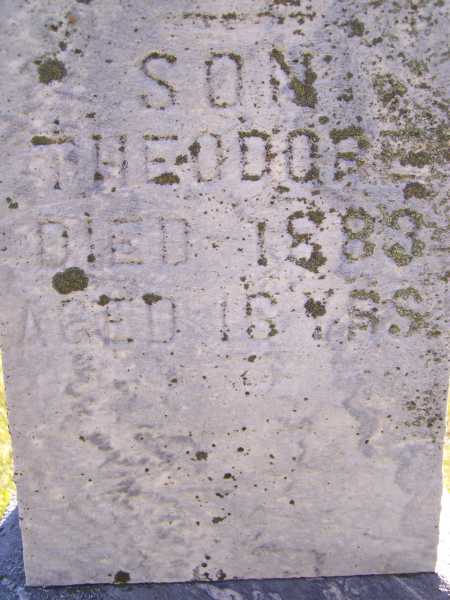 SON
THEODORE
DIED 1883
AGED 16 YRS